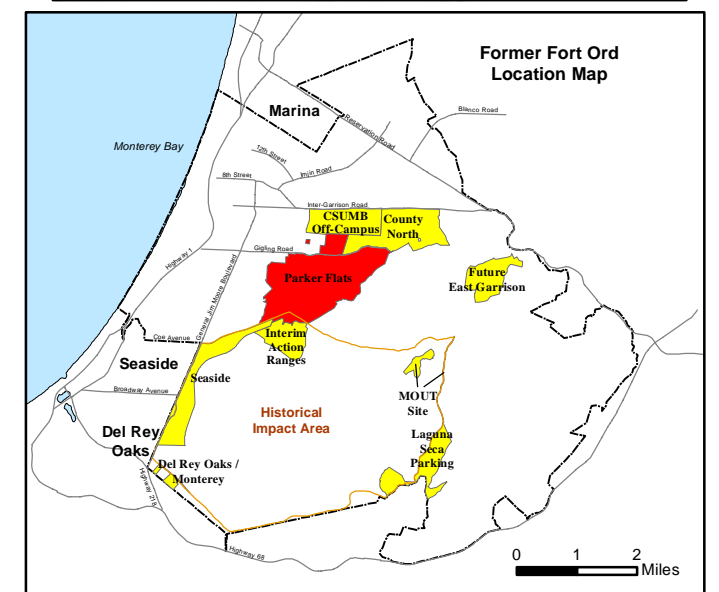 Former Fort Ord
Location Map
Marina
Blanco Road
Reservation Road
Monterey Bay
12th Street
Imjin Road
8th Street
Inter-Garrison Road
CSUMB
Off-Campus
County
North
Gigling Road
Highway 1
General Jim Moore Boulevard
Parker Flats
Future
East Garrison
Coe Avenue
Interim
Action
Ranges
Seaside
Seaside
Broadway Avenue
MOUT
Site
Historical
Impact Area
Del Rey
Oaks
Laguna
Seca
Parking
Del Rey Oaks /
Monterey
Highway 218
Highway 68
0 1 2
Miles